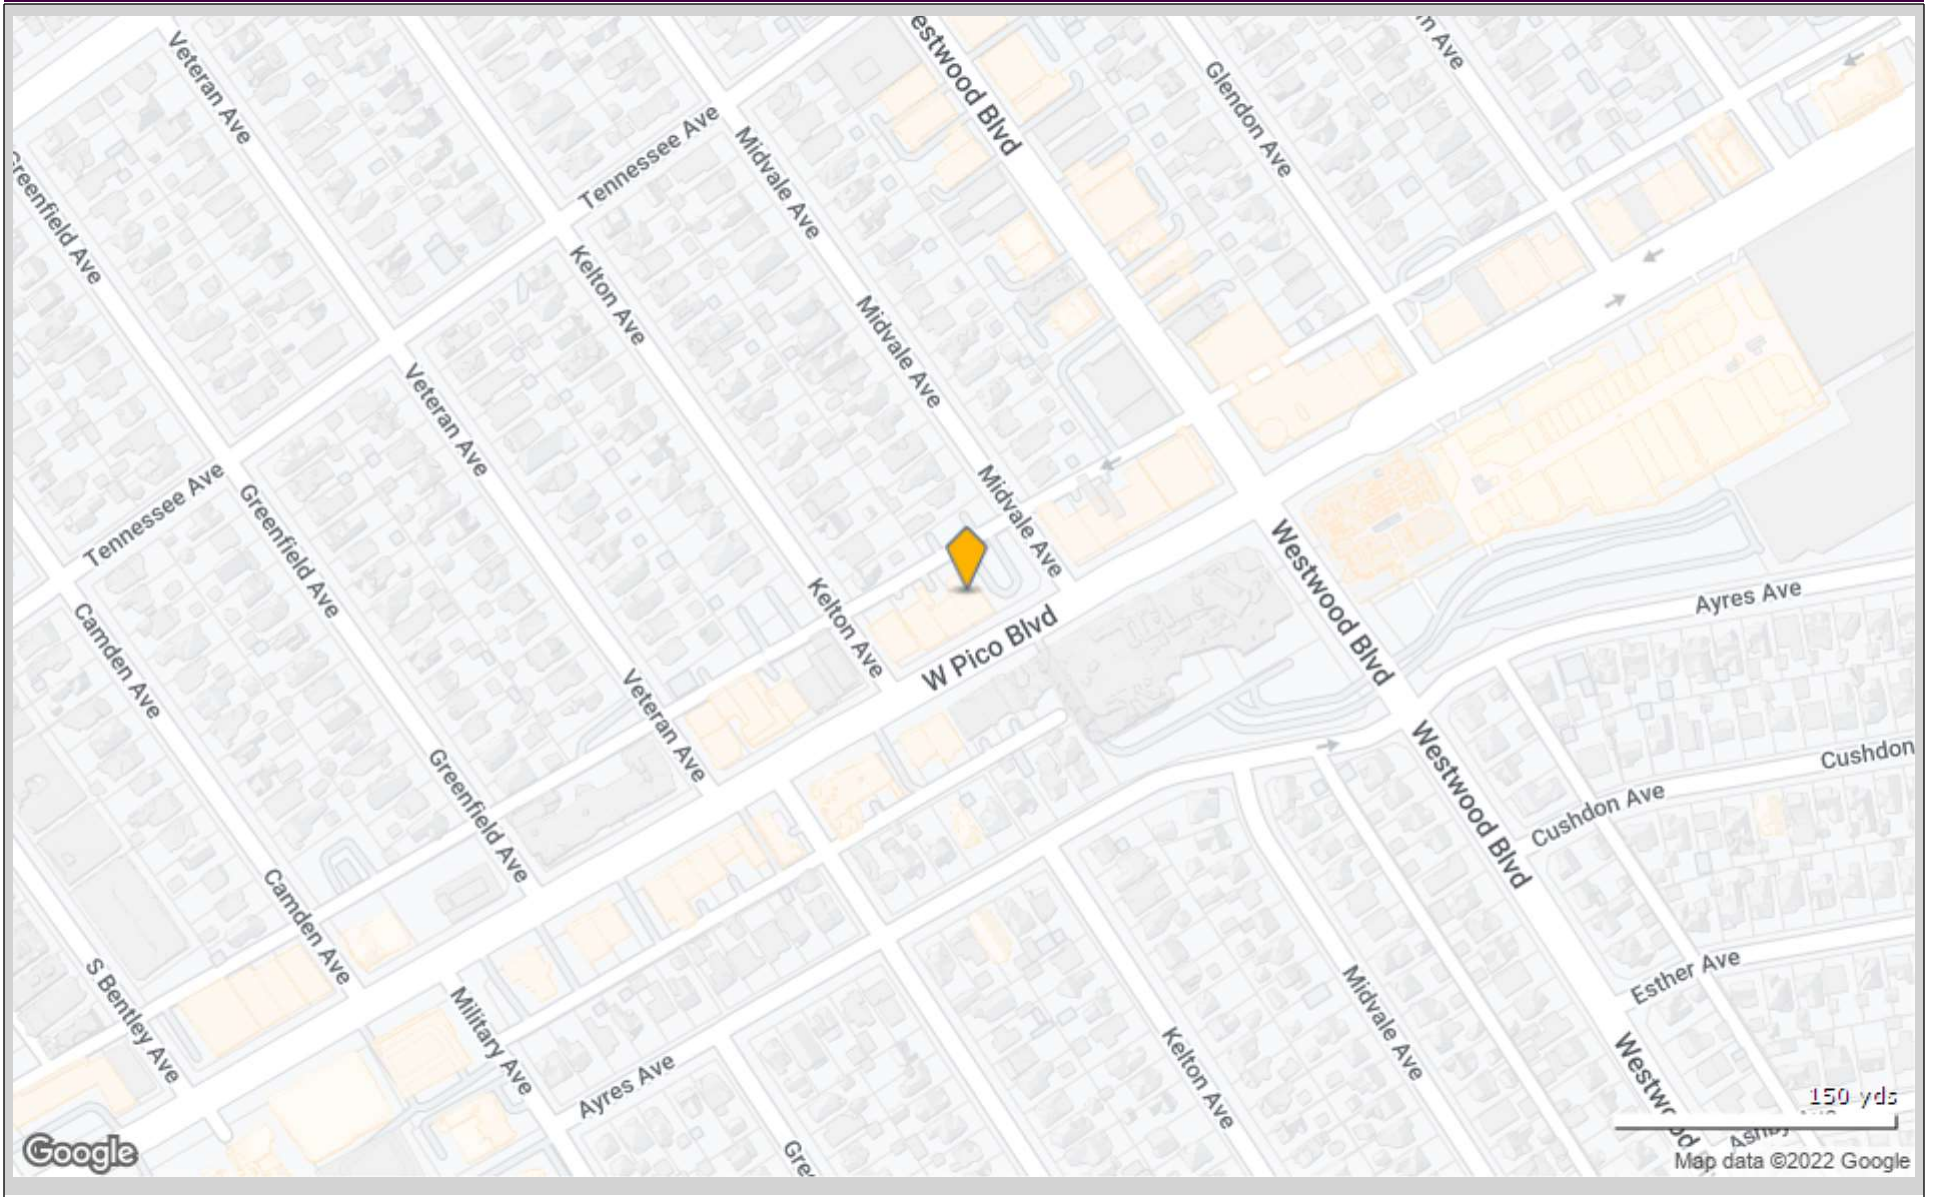 Veteran Ave
estwood Blvd
n Ave
Glendon Ave
Tennessee Ave
Midvale Ave
Greenfield Ave
Kelton Ave
Midvale Ave
Veteran Ave
Midvale Ave
Tennessee Ave
Greenfield Ave
Westwood Blvd
Kelton Ave
Ayres Ave
Camden Ave
W Pico Blvd
Veteran Ave
Westwood Blvd
Cushdon
Greenfield Ave
Cushdon Ave
Camden Ave
Esther Ave
S Bentley Ave
Military Ave
Midvale Ave
Kelton Ave
Ayres Ave
Westwood
150 yds
Gre
Google
Map data ©2022 Google